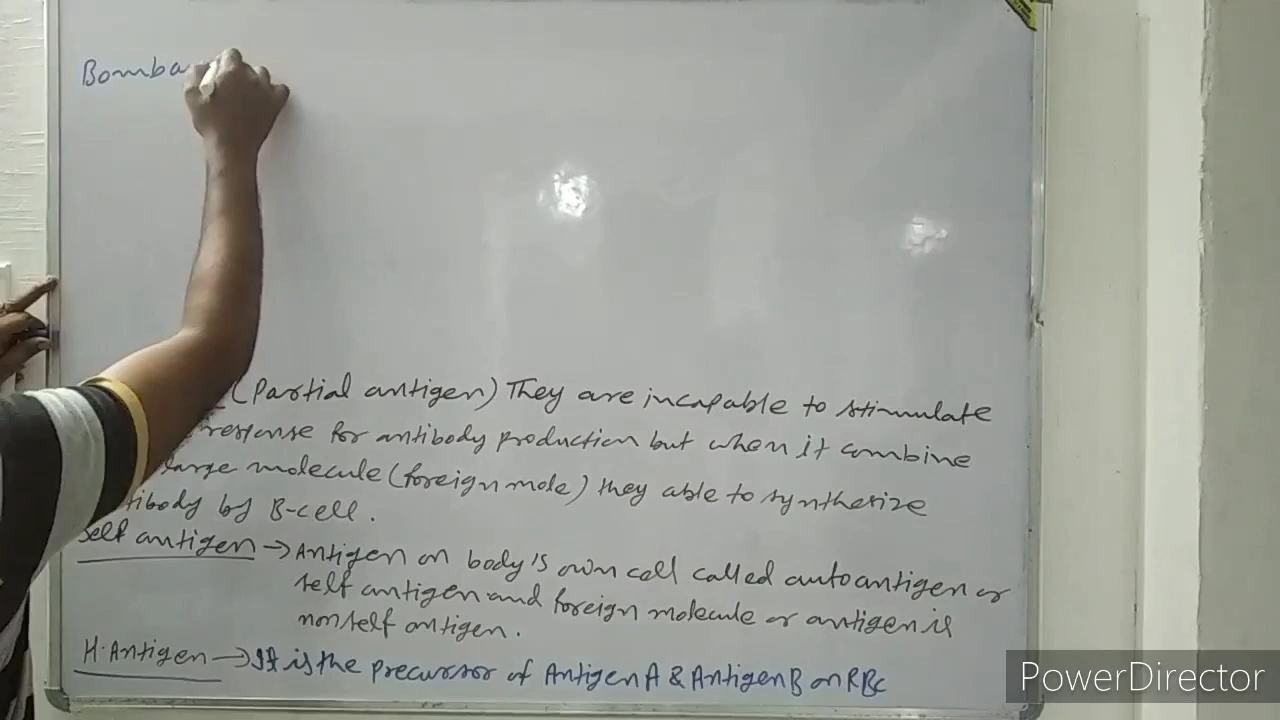 Bomba
(Partial antigen) They are incapable to stimulate
response for antibody production but when it combine
large molecule (foreign mole) they able to synthesize
tibody by B-cell.
Self antigen → Antigen on body's own cell called autoantigen or
self antigen and foreign molecule or antigen is
nonself antigen.
H.Antigen → It is the precursor of Antigen A & Antigen B on RBc
PowerDirector